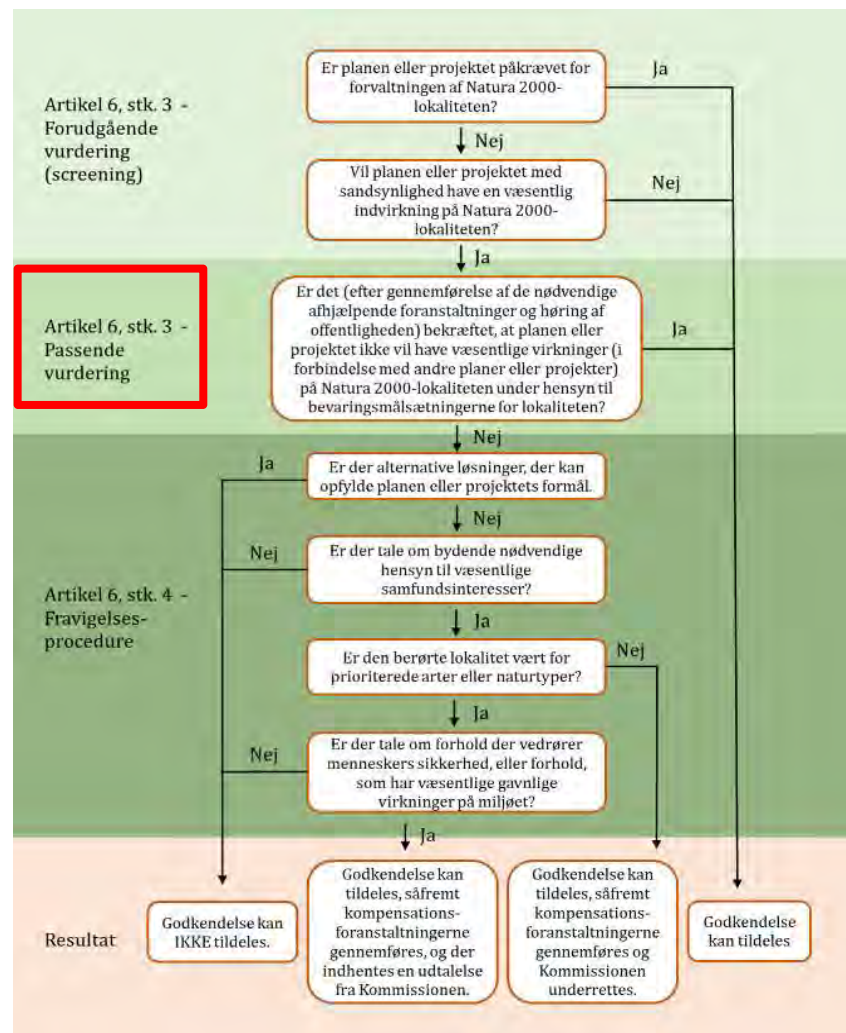 Er planen eller projektet påkrævet for
forvaltningen af Natura 2000-
lokaliteten?
Ja
Artikel 6, stk. 3 -
Forudgående
vurdering
(screening)
Nej
Vil planen eller projektet med
sandsynlighed have en væsentlig
indvirkning på Natura 2000-
lokaliteten?
Nej
Ja
Artikel 6, stk. 3 -
Passende
vurdering
Er det (efter gennemførelse af de nødvendige
afhjælpende foranstaltninger og høring af
offentligheden) bekræftet, at planen eller
projektet ikke vil have væsentlige virkninger (i
forbindelse med andre planer eller projekter)
på Natura 2000-lokaliteten under hensyn til
bevaringsmålsætningerne for lokaliteten?
Ja
Nej
Ja
Er der alternative løsninger, der kan
opfylde planen eller projektets formål.
Nej
Nej
Er der tale om bydende nødvendige
hensyn til væsentlige
samfundsinteresser?
Artikel 6, stk. 4 -
Fravigelses-
procedure
Ja
Er den berørte lokalitet vært for
prioriterede arter eller naturtyper?
Nej
Ja
Nej
Er der tale om forhold der vedrører
menneskers sikkerhed, eller forhold,
som har væsentlige gavnlige
virkninger på miljøet?
Ja
Resultat
Godkendelse kan
IKKE tildeles.
Godkendelse kan
tildeles, såfremt
kompensations-
foranstaltningerne
gennemføres, og der
indhentes en udtalelse
fra Kommissionen.
Godkendelse kan
tildeles, såfremt
kompensations-
foranstaltningerne
gennemføres og
Kommissionen
underrettes.
Godkendelse
kan tildeles